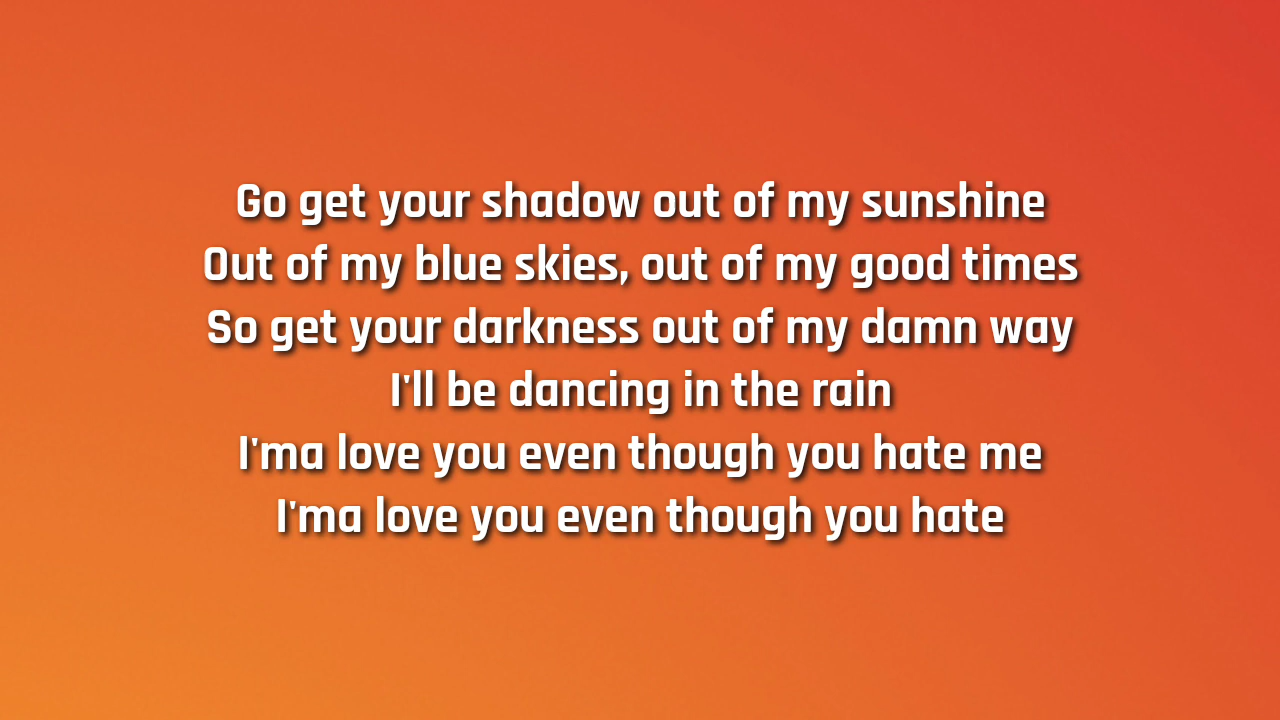 Go get your shadow out of my sunshine
Out of my blue skies, out of my good times
So get your darkness out of my damn way
I'll be dancing in the rain
I'ma love you even though you hate me
I'ma love you even though you hate